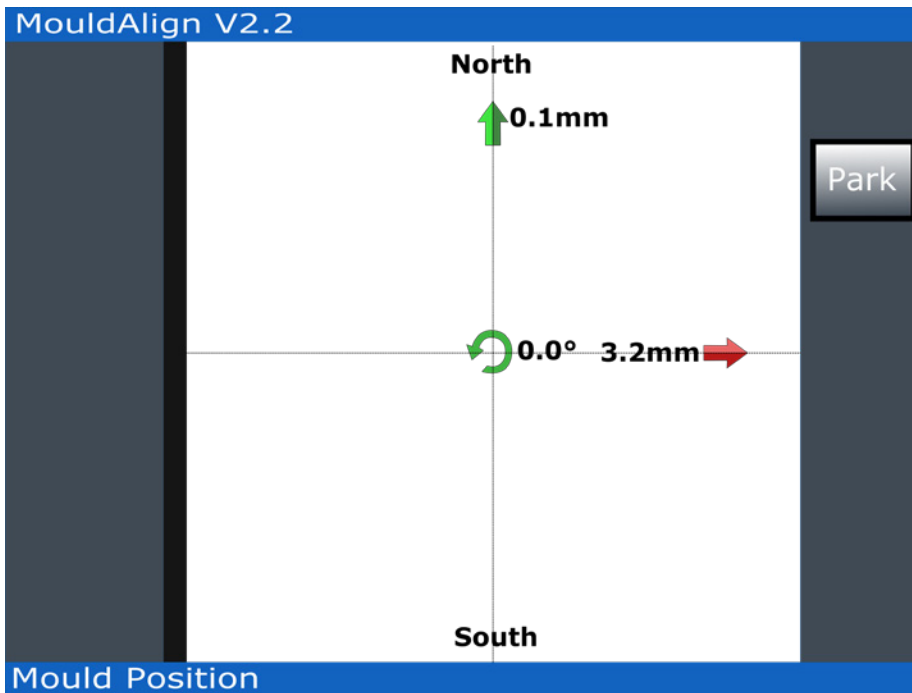 MouldAlign V2.2
North
0.1mm
Park
0.0° 3.2mm
South
Mould Position